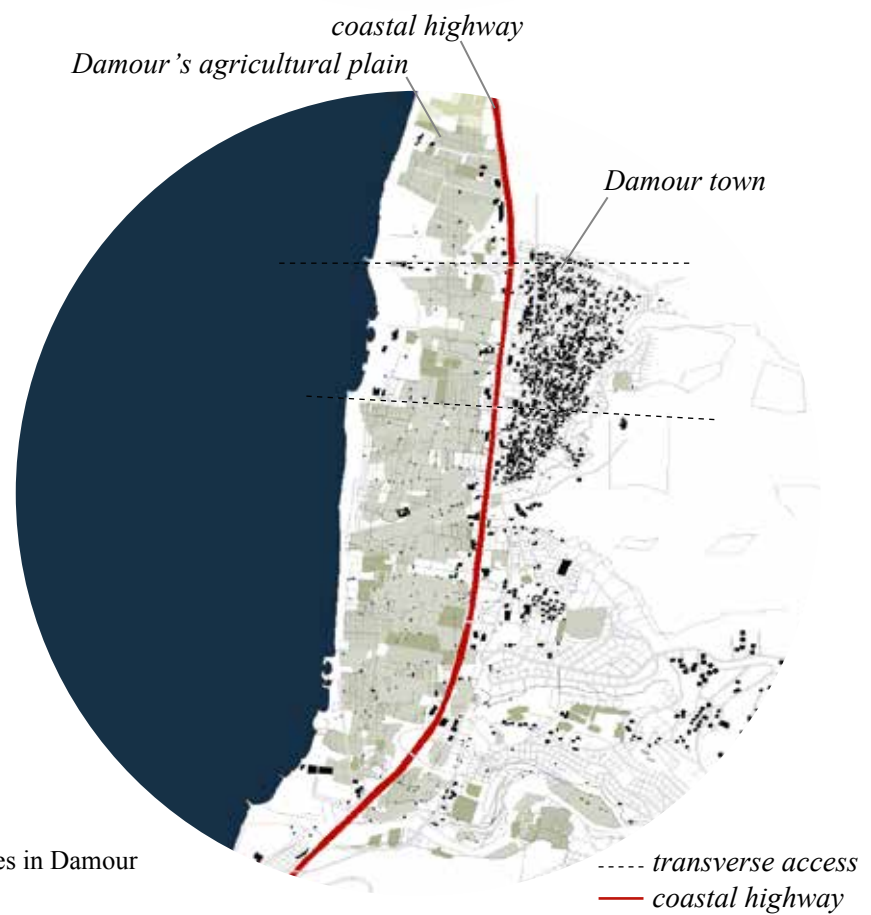 coastal highway
Damour's agricultural plain
Damour town
es in Damour
transverse access
coastal highway